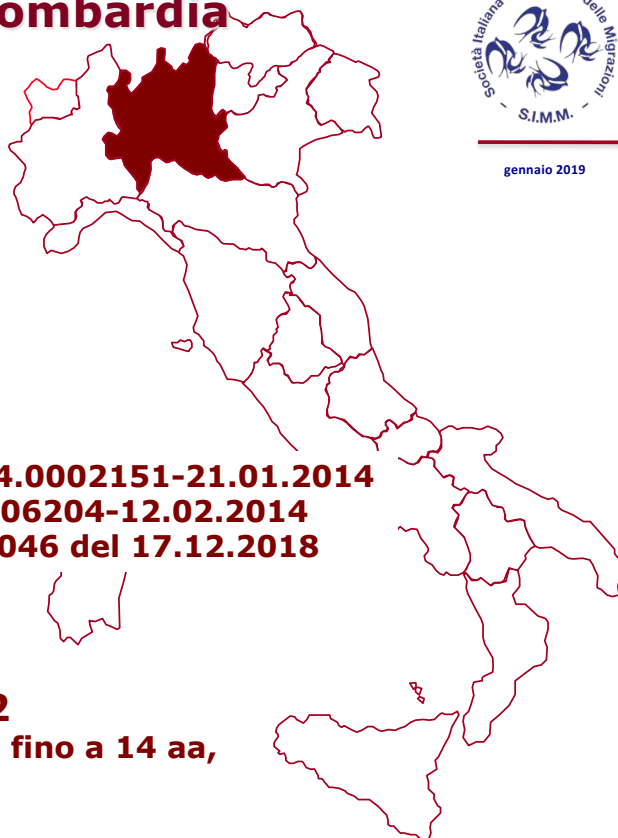 ombardia
Società Italiana
delle Migrazioni
- S.I.M.M. -
gennaio 2019
4.0002151-21.01.2014
06204-12.02.2014
046 del 17.12.2018
2
fino a 14 aa,